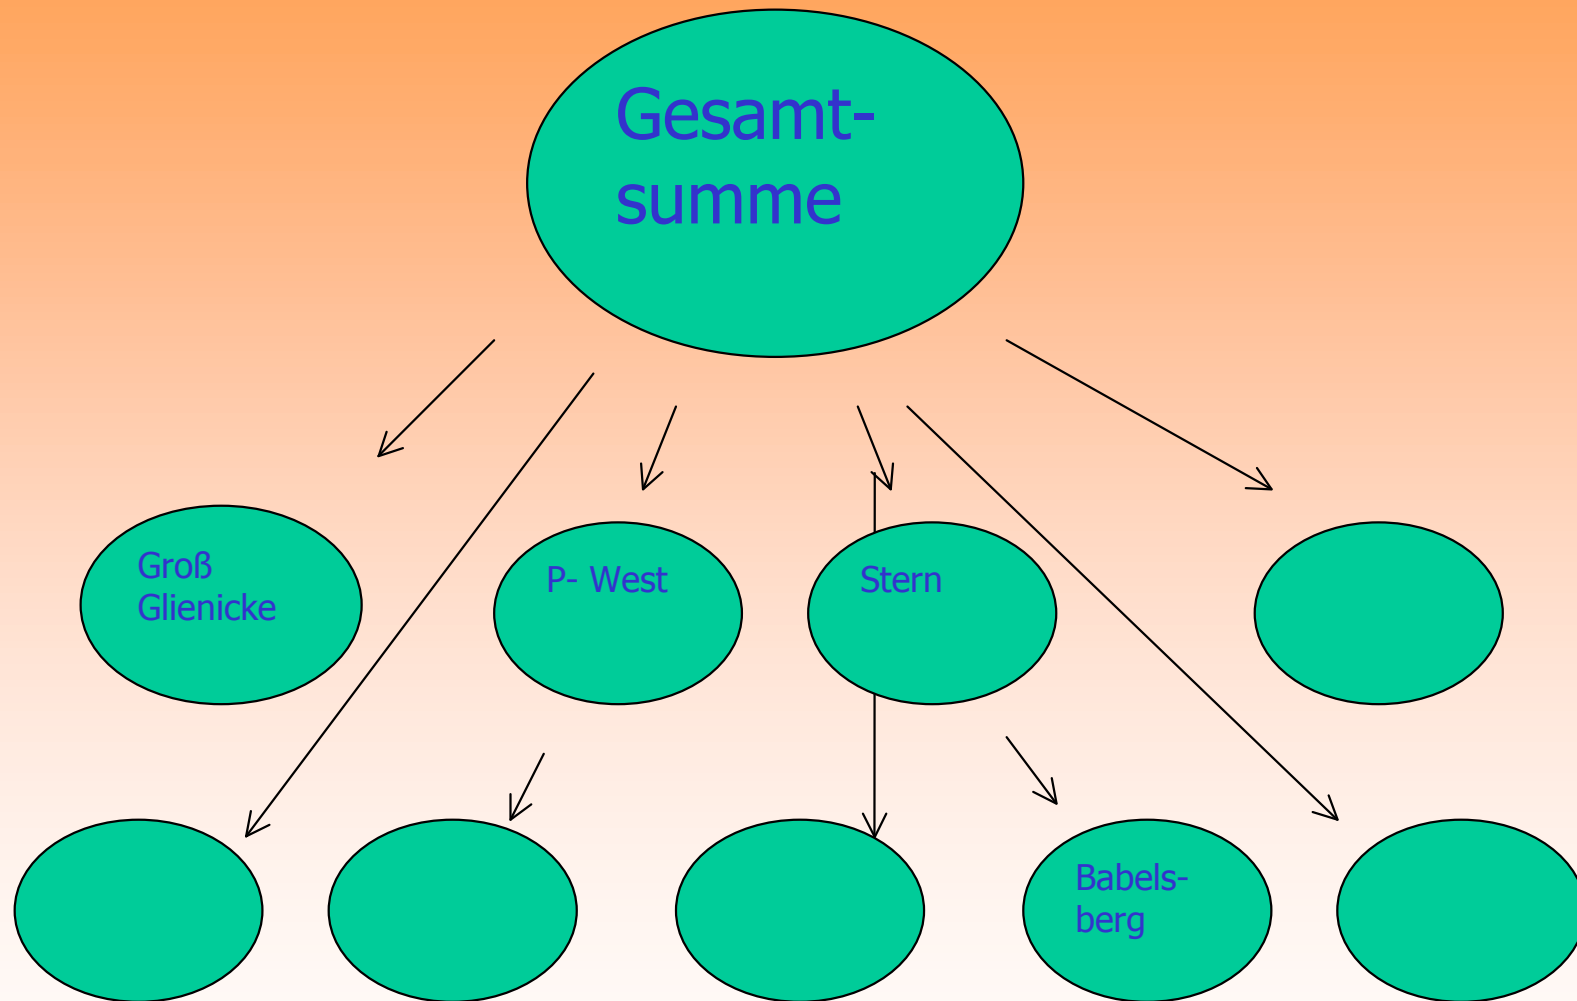 Gesamt-
summe
Groß
Glienicke
P- West
Stern
Babels-
berg